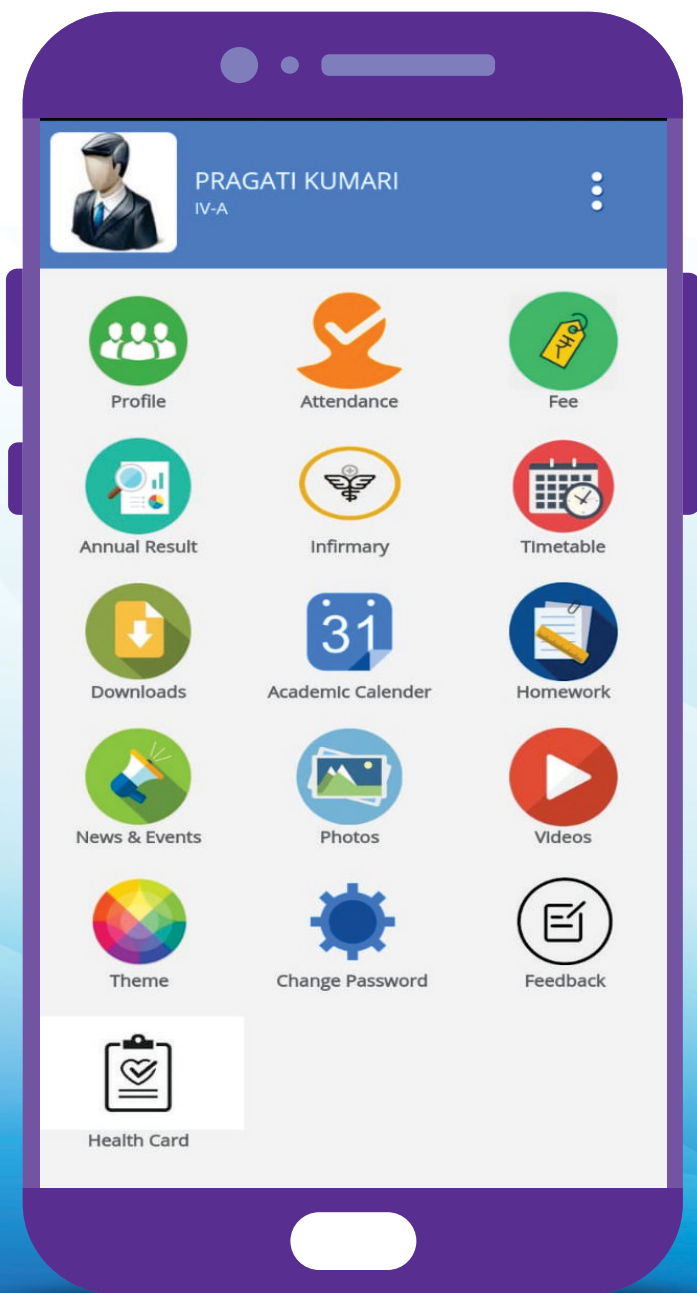 PRAGATI KUMARI
IV-A
Profile
Attendance
Fee
Annual Result
Infirmary
Timetable
Downloads
31
Academic Calender
Homework
News & Events
Photos
Videos
Theme
Change Password
Feedback
Health Card